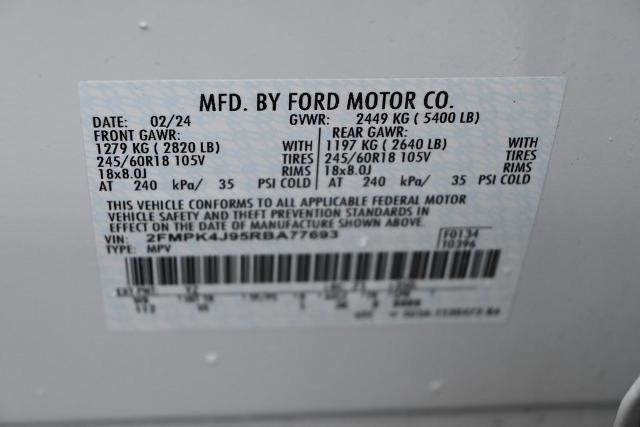 MFD. BY FORD MOTOR CO.
DATE: 02/24 GVWR: 2449 KG ( 5400 LB)
FRONT GAWR: REAR GAWR:
1279 KG ( 2820 LB) WITH 1197 KG ( 2640 LB) WITH
245/60R18 105V TIRES 245/60R18 105V TIRES
18x8.0J RIMS 18x8.0J RIMS
AT 240 kPa/ 35 PSI COLD AT 240 kPa/ 35 PSI COLD
THIS VEHICLE CONFORMS TO ALL APPLICABLE FEDERAL MOTOR
VEHICLE SAFETY AND THEFT PREVENTION STANDARDS IN
EFFECT ON THE DATE OF MANUFACTURE SHOWN ABOVE.
VIN: 2FMPK4J95RBA77693 F0134
TYPE: MPV 10396
EXT PNT
WB